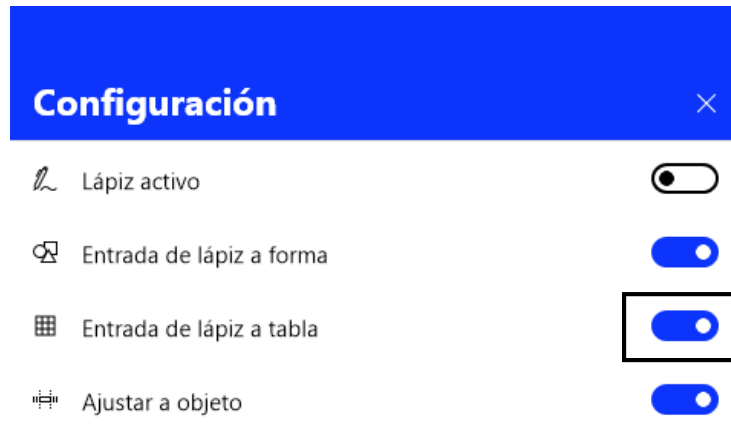 Configuración
Lápiz activo
Entrada de lápiz a forma
Entrada de lápiz a tabla
Ajustar a objeto